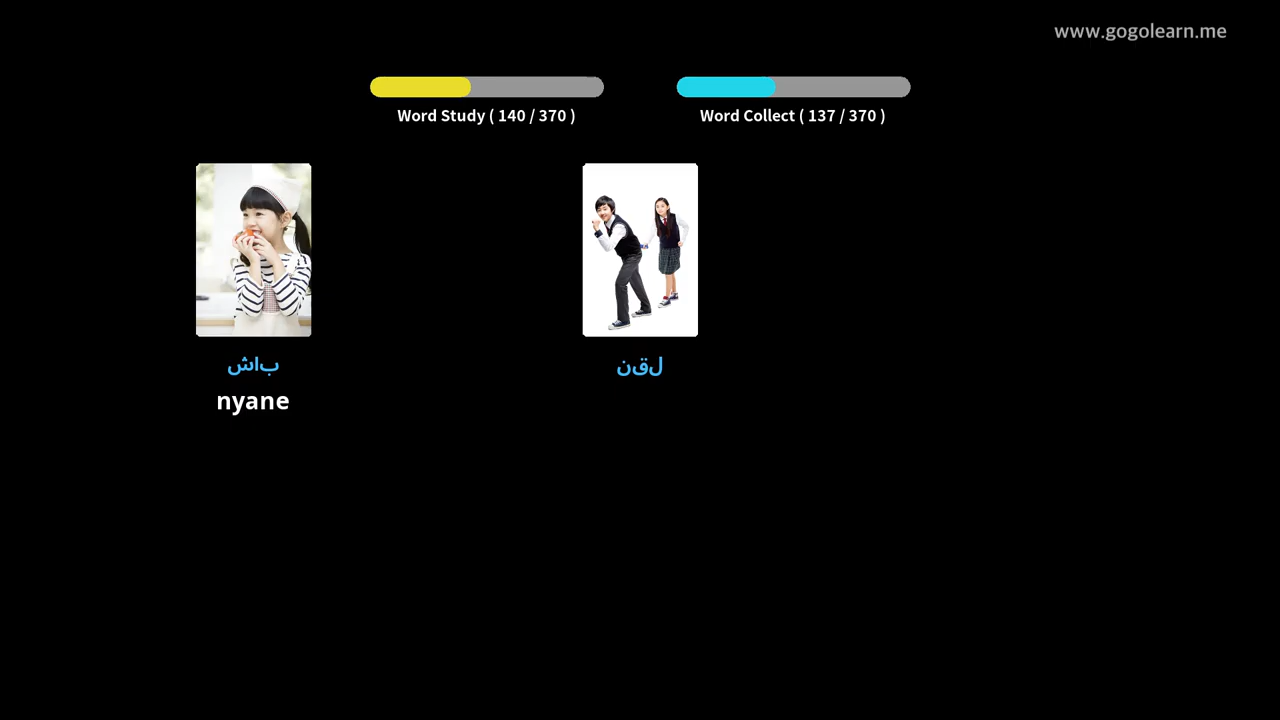 www.gogolearn.me
Word Study ( 140 / 370 )
Word Collect ( 137 / 370 )
باش
nyane
لقن